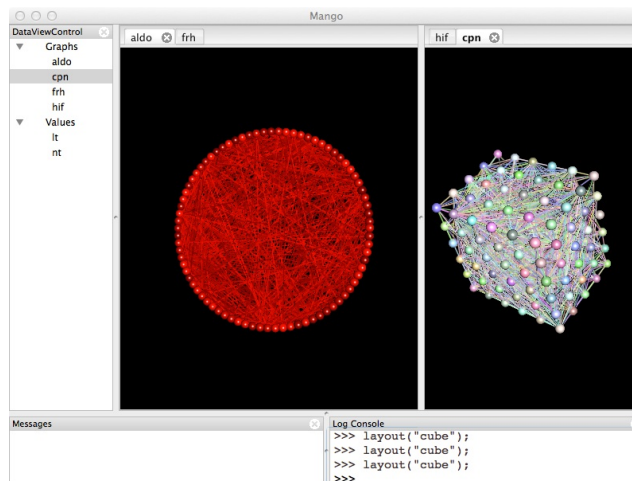 Mango
DataViewControl
Graphs
aldo
cpn
frh
hif
Values
lt
nt
aldo frh
hif cpn
Messages
Log Console
>>> layout("cube");
>>> layout("cube");
>>> layout("cube");
>>>